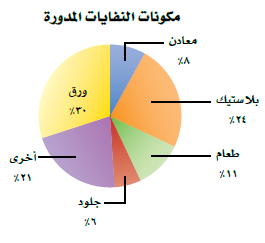 مكونات النفايات المدورة
معادن
٨٪
ورق
٣٠٪
بلاستيك
٢٤٪
طعام
١١٪
أخرى
٢١٪
جلود
٦٪